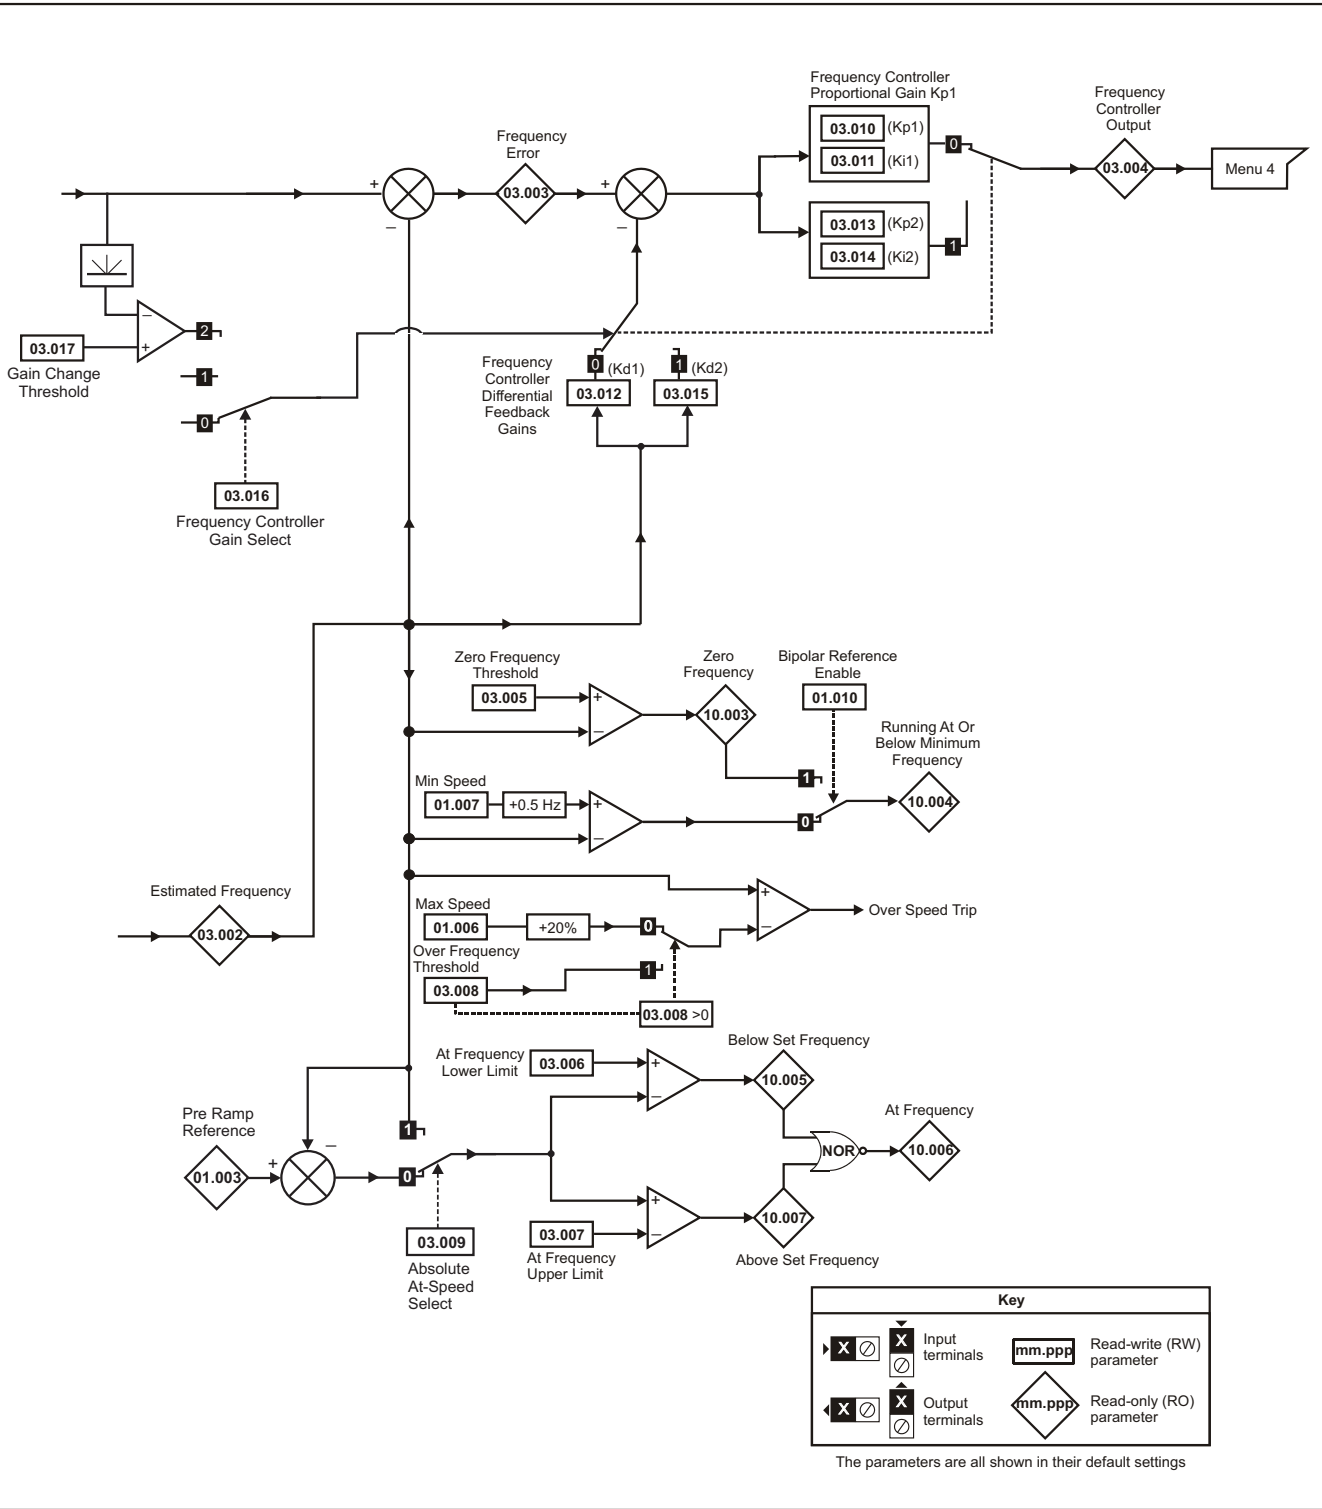 Frequency Controller
Proportional Gain Kp1
03.010 (Kp1)
03.011 (Ki1)
0
Frequency
Controller
Output
03.004
Menu 4
Frequency
Error
03.003
+
−
+
−
03.013 (Kp2)
03.014 (Ki2)
1
−
+
2
03.017
Gain Change
Threshold
1
0
03.016
Frequency Controller
Gain Select
Frequency
Controller
Differential
Feedback
Gains
0 (Kd1)
03.012
1 (Kd2)
03.015
Zero Frequency
Threshold
03.005
+
−
Zero
Frequency
10.003
Bipolar Reference
Enable
01.010
1
Running At Or
Below Minimum
Frequency
10.004
Min Speed
01.007
+0.5 Hz
+
−
0
Estimated Frequency
03.002
Max Speed
01.006
+20%
0
+
−
Over Speed Trip
Over Frequency
Threshold
03.008
1
03.008 >0
At Frequency
Lower Limit
03.006
+
−
Below Set Frequency
10.005
Pre Ramp
Reference
01.003
+
−
1
0
03.009
Absolute
At-Speed
Select
NOR
At Frequency
10.006
+
−
03.007
At Frequency
Upper Limit
10.007
Above Set Frequency
Key
X
X
Input
terminals
mm.ppp
Read-write (RW)
parameter
X
X
Output
terminals
mm.ppp
Read-only (RO)
parameter
The parameters are all shown in their default settings